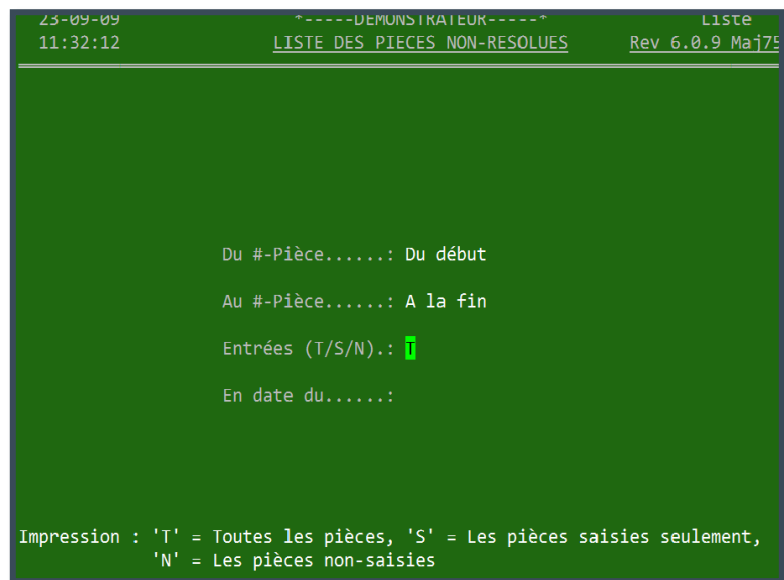 23-09-09 *-----DEMONSTRATEUR-----* Liste
11:32:12 LISTE DES PIECES NON-RESOLUES Rev 6.0.9 Maj75
Du #-Pièce......: Du début
Au #-Pièce......: A la fin
Entrées (T/S/N).: T
En date du......:
Impression : 'T' = Toutes les pièces, 'S' = Les pièces saisies seulement,
'N' = Les pièces non-saisies